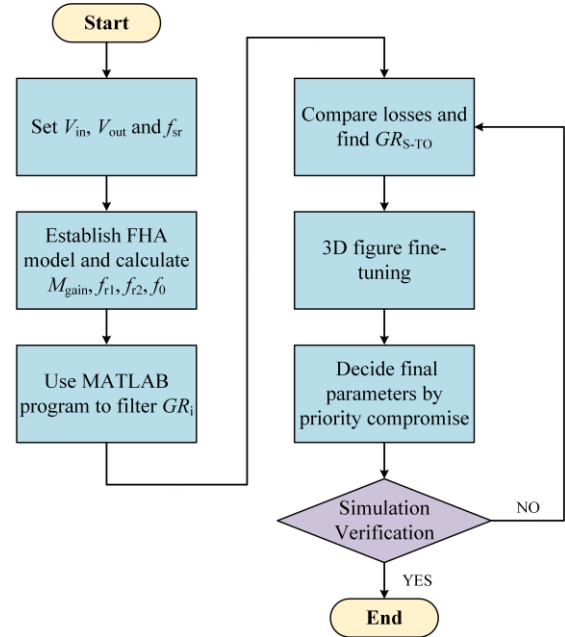 Start
Set Vin, Vout and fsr
Establish FHA
model and calculate
Mgain, fr1, fr2, f0
Use MATLAB
program to filter GRi
Compare losses and
find GRS-TO
3D figure fine-
tuning
Decide final
parameters by
priority compromise
Simulation
Verification
NO
YES
End